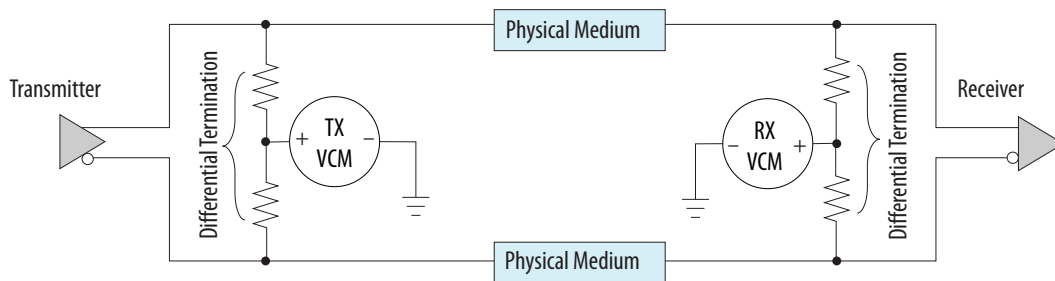 Physical Medium
Transmitter
Differential Termination
+ TX VCM -
- RX VCM +
Differential Termination
Receiver
Physical Medium